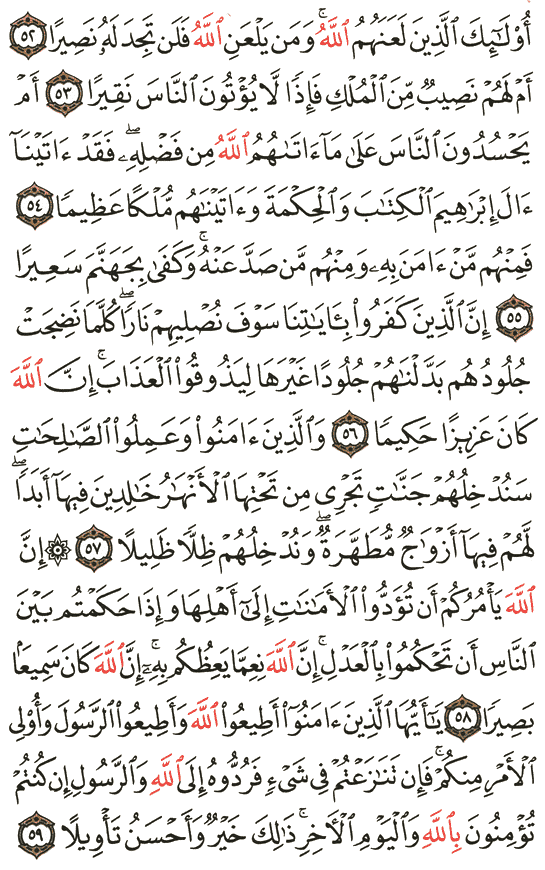 أُوْلَـٰٓئِكَ ٱلَّذِينَ لَعَنَهُمُ ٱللَّهُۖ وَمَن يَلْعَنِ ٱللَّهُ فَلَن تَجِدَ لَهُۥ نَصِيرًا ٥٢
أَمْ لَهُمْ نَصِيبٌ مِّنَ ٱلْمُلْكِ فَإِذًا لَّا يُؤْتُونَ ٱلنَّاسَ نَقِيرًا ٥٣ أَمْ
يَحْسُدُونَ ٱلنَّاسَ عَلَىٰ مَآ ءَاتَىٰهُمُ ٱللَّهُ مِن فَضْلِهِۦۖ فَقَدْ ءَاتَيْنَآ
ءَالَ إِبْرَٰهِيمَ ٱلْكِتَـٰبَ وَٱلْحِكْمَةَ وَءَاتَيْنَـٰهُم مُّلْكًا عَظِيمًا ٥٤
فَمِنْهُم مَّنْ ءَامَنَ بِهِۦ وَمِنْهُم مَّن صَدَّ عَنْهُۚ وَكَفَىٰ بِجَهَنَّمَ سَعِيرًا
٥٥ إِنَّ ٱلَّذِينَ كَفَرُواْ بِـَٔايَـٰتِنَا سَوْفَ نُصْلِيهِمْ نَارًا كُلَّمَا نَضِجَتْ
جُلُودُهُم بَدَّلْنَـٰهُمْ جُلُودًا غَيْرَهَا لِيَذُوقُواْ ٱلْعَذَابَۗ إِنَّ ٱللَّهَ
كَانَ عَزِيزًا حَكِيمًا ٥٦ وَٱلَّذِينَ ءَامَنُواْ وَعَمِلُواْ ٱلصَّـٰلِحَـٰتِ
سَنُدْخِلُهُمْ جَنَّـٰتٍ تَجْرِى مِن تَحْتِهَا ٱلْأَنْهَـٰرُ خَـٰلِدِينَ فِيهَآ أَبَدًاۖ
لَّهُمْ فِيهَآ أَزْوَٰجٌ مُّطَهَّرَةٌۖ وَنُدْخِلُهُمْ ظِلًّا ظَلِيلًا ٥٧ ۞ إِنَّ
ٱللَّهَ يَأْمُرُكُمْ أَن تُؤَدُّواْ ٱلْأَمَـٰنَـٰتِ إِلَىٰٓ أَهْلِهَا وَإِذَا حَكَمْتُم بَيْنَ
ٱلنَّاسِ أَن تَحْكُمُواْ بِٱلْعَدْلِۚ إِنَّ ٱللَّهَ نِعِمَّا يَعِظُكُم بِهِۦٓۗ إِنَّ ٱللَّهَ كَانَ سَمِيعًۢا
بَصِيرًا ٥٨ يَـٰٓأَيُّهَا ٱلَّذِينَ ءَامَنُوٓاْ أَطِيعُواْ ٱللَّهَ وَأَطِيعُواْ ٱلرَّسُولَ وَأُوْلِى
ٱلْأَمْرِ مِنكُمْۖ فَإِن تَنَـٰزَعْتُمْ فِى شَىْءٍ فَرُدُّوهُ إِلَى ٱللَّهِ وَٱلرَّسُولِ إِن كُنتُمْ
تُؤْمِنُونَ بِٱللَّهِ وَٱلْيَوْمِ ٱلْـَٔاخِرِۚ ذَٰلِكَ خَيْرٌ وَأَحْسَنُ تَأْوِيلًا ٥٩